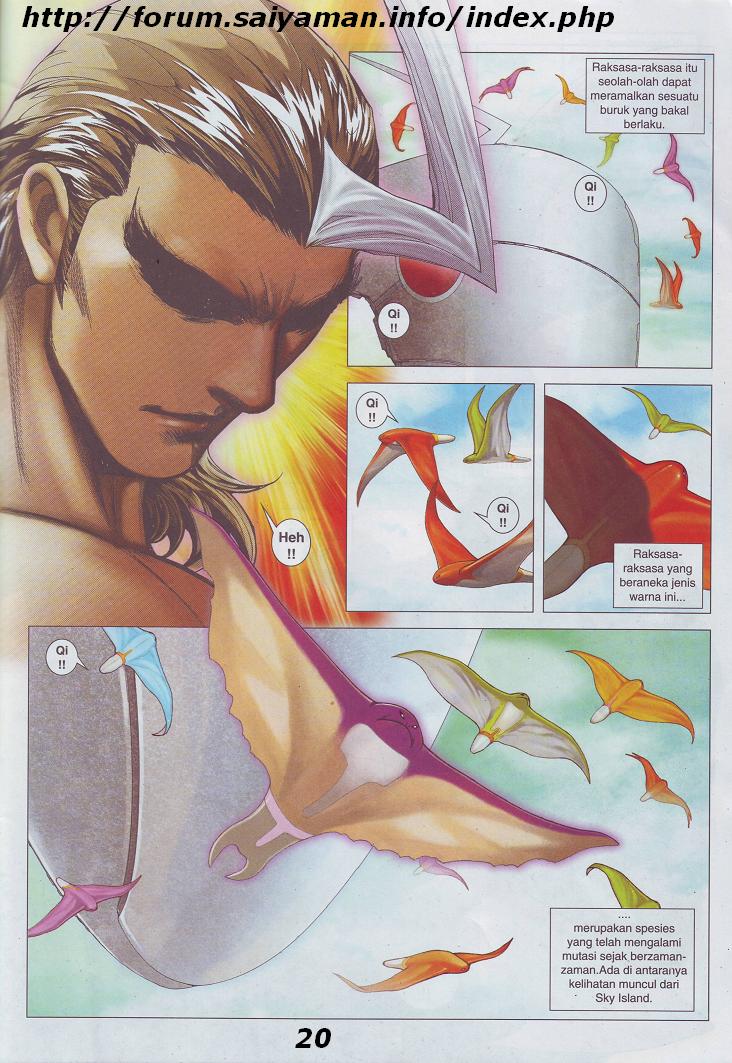 http://forum.saiyaman.info/index.php
Raksasa-raksasa itu
seolah-olah dapat
meramalkan sesuatu
buruk yang bakal
berlaku.
Qi
!!
Qi
!!
Qi
!!
Qi
!!
Heh
!!
Raksasa-
raksasa yang
beraneka jenis
warna ini...
Qi
!!
....
merupakan spesies
yang telah mengalami
mutasi sejak berzaman-
zaman.Ada di antaranya
kelihatan muncul dari
Sky Island.
20